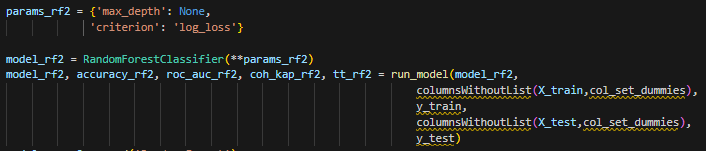 params_rf2 = {'max_depth': None,
'criterion': 'log_loss'}
model_rf2 = RandomForestClassifier(**params_rf2)
model_rf2, accuracy_rf2, roc_auc_rf2, coh_kap_rf2, tt_rf2 = run_model(model_rf2,
columnsWithoutList(X_train,col_set_dummies),
y_train,
columnsWithoutList(X_test,col_set_dummies),
y_test)